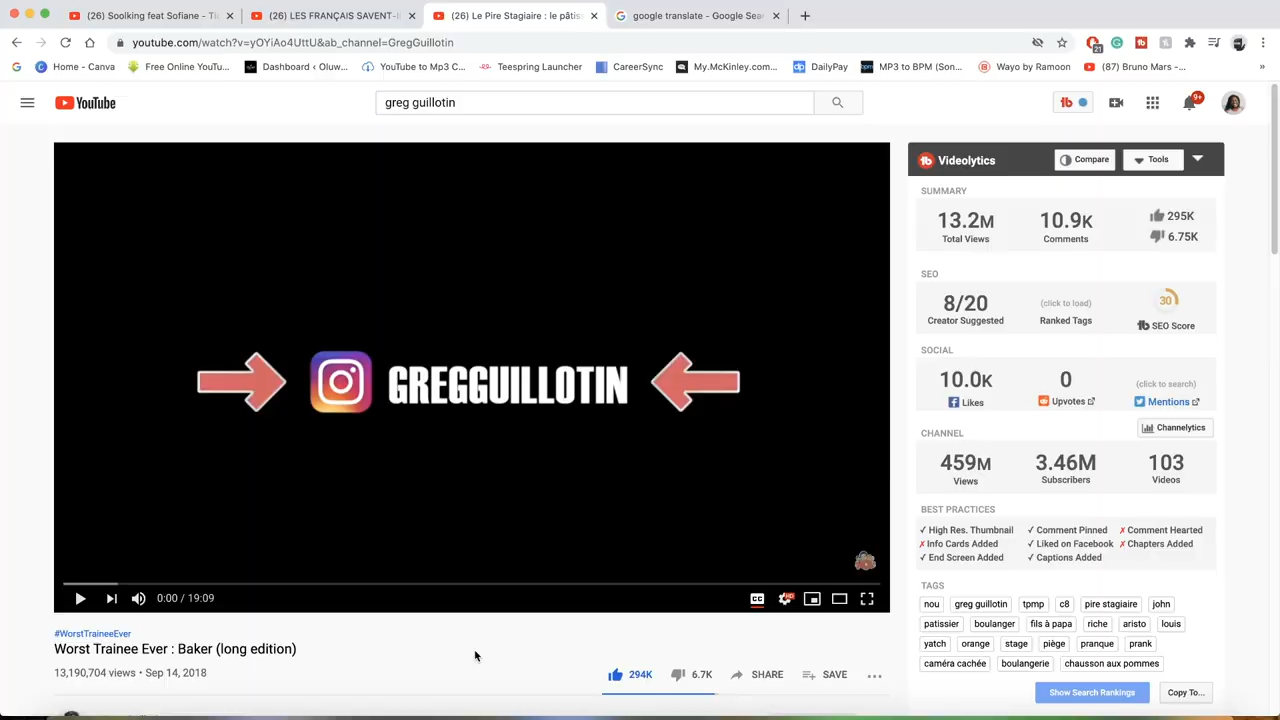 (26) Soolking feat Sofiane - Ti
(26) LES FRANÇAIS SAVENT-I
(26) Le Pire Stagiaire : le pâtis
google translate - Google Sea
youtube.com/watch?v=yOYiAo4UttU&ab_channel=GregGuillotin
21
Home - Canva
Free Online YouTu...
Dashboard ‹ Oluw...
YouTube to Mp3 C...
Teespring Launcher
CareerSync
My.McKinley.com...
DailyPay
MP3 to BPM (Son...
Wayo by Ramoon
(87) Bruno Mars -...
»
YouTube
greg guillotin
tb
9+
GREGGUILLOTIN
0:00 / 19:09
CC
HD
#WorstTraineeEver
Worst Trainee Ever : Baker (long edition)
13,190,704 views • Sep 14, 2018
294K
6.7K
SHARE
SAVE
tb Videolytics
Compare
Tools
SUMMARY
13.2M
10.9K
295K
Total Views
Comments
6.75K
SEO
8/20
(click to load)
30
Creator Suggested
Ranked Tags
tb SEO Score
SOCIAL
10.0K
0
(click to search)
Likes
Upvotes
Mentions
CHANNEL
Channelytics
459M
3.46M
103
Views
Subscribers
Videos
BEST PRACTICES
✓ High Res. Thumbnail
✓ Comment Pinned
✗ Comment Hearted
✗ Info Cards Added
✓ Liked on Facebook
✗ Chapters Added
✓ End Screen Added
✓ Captions Added
TAGS
nou
greg guillotin
tpmp
c8
pire stagiaire
john
patissier
boulanger
fils à papa
riche
aristo
louis
yatch
orange
stage
piège
pranque
prank
caméra cachée
boulangerie
chausson aux pommes
Show Search Rankings
Copy To...